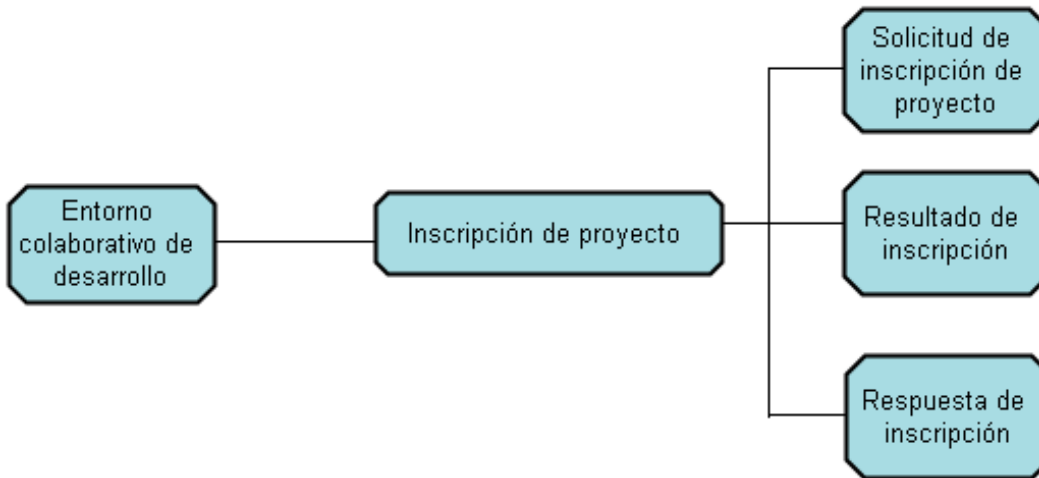 Entorno
colaborativo de
desarrollo
Inscripción de proyecto
Solicitud de
inscripción de
proyecto
Resultado de
inscripción
Respuesta de
inscripción